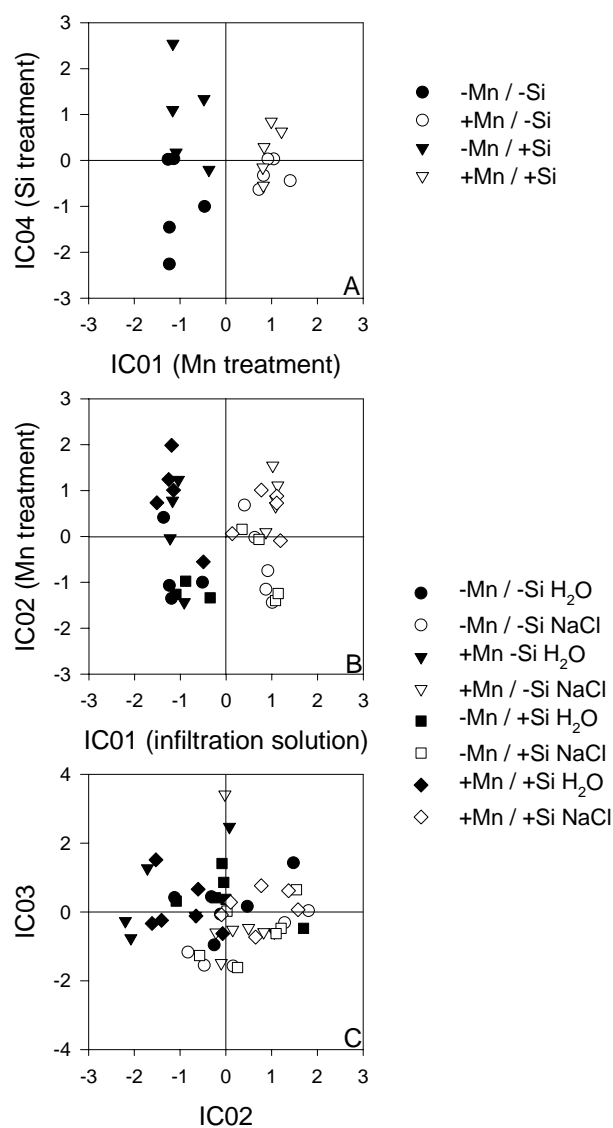 3
2
1
0
-1
-2
-3
IC04 (Si treatment)
A
-3 -2 -1 0 1 2 3
IC01 (Mn treatment)
-Mn / -Si
+Mn / -Si
-Mn / +Si
+Mn / +Si
3
2
1
0
-1
-2
-3
IC02 (Mn treatment)
B
-3 -2 -1 0 1 2 3
IC01 (infiltration solution)
-Mn / -Si H₂O
-Mn / -Si NaCl
+Mn -Si H₂O
+Mn / -Si NaCl
-Mn / +Si H₂O
-Mn / +Si NaCl
+Mn / +Si H₂O
+Mn / +Si NaCl
4
2
0
-2
-4
IC03
C
-3 -2 -1 0 1 2 3
IC02